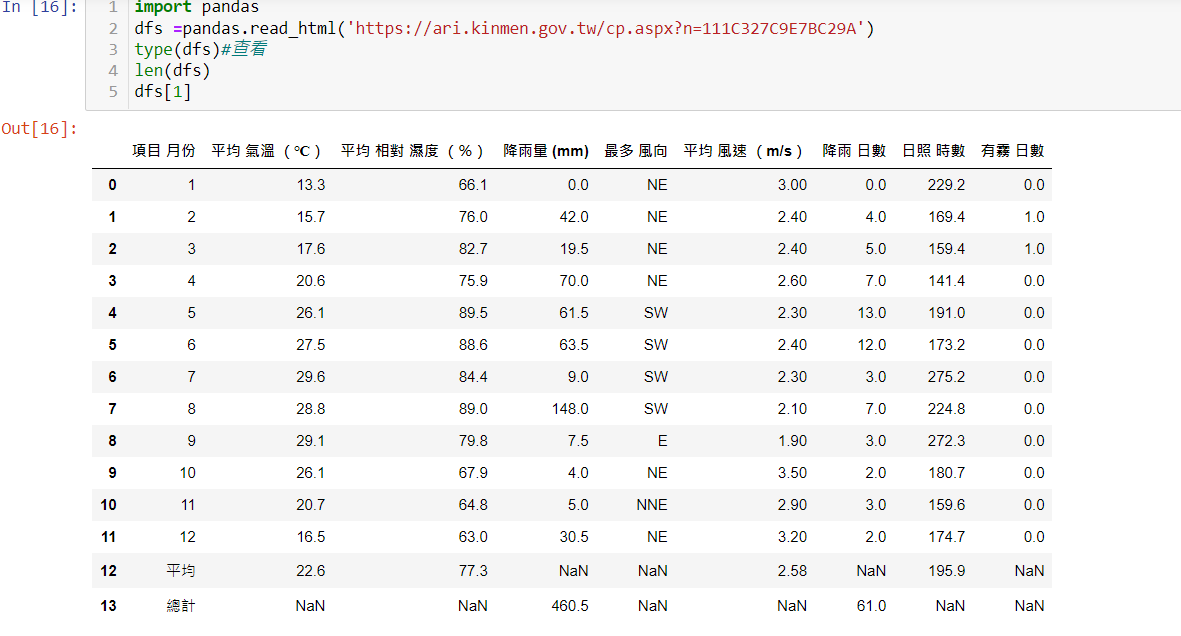 In [16]: 1 import pandas
2 dfs =pandas.read_html('https://ari.kinmen.gov.tw/cp.aspx?n=111C327C9E7BC29A')
3 type(dfs)#查看
4 len(dfs)
5 dfs[1]
Out[16]:
項目 月份 平均 氣溫 （℃ ） 平均 相對 濕度 （％ ） 降雨量 (mm) 最多 風向 平均 風速 （m/s ） 降雨 日數 日照 時數 有霧 日數
0 1 13.3 66.1 0.0 NE 3.00 0.0 229.2 0.0
1 2 15.7 76.0 42.0 NE 2.40 4.0 169.4 1.0
2 3 17.6 82.7 19.5 NE 2.40 5.0 159.4 1.0
3 4 20.6 75.9 70.0 NE 2.60 7.0 141.4 0.0
4 5 26.1 89.5 61.5 SW 2.30 13.0 191.0 0.0
5 6 27.5 88.6 63.5 SW 2.40 12.0 173.2 0.0
6 7 29.6 84.4 9.0 SW 2.30 3.0 275.2 0.0
7 8 28.8 89.0 148.0 SW 2.10 7.0 224.8 0.0
8 9 29.1 79.8 7.5 E 1.90 3.0 272.3 0.0
9 10 26.1 67.9 4.0 NE 3.50 2.0 180.7 0.0
10 11 20.7 64.8 5.0 NNE 2.90 3.0 159.6 0.0
11 12 16.5 63.0 30.5 NE 3.20 2.0 174.7 0.0
12 平均 22.6 77.3 NaN NaN 2.58 NaN 195.9 NaN
13 總計 NaN NaN 460.5 NaN NaN 61.0 NaN NaN